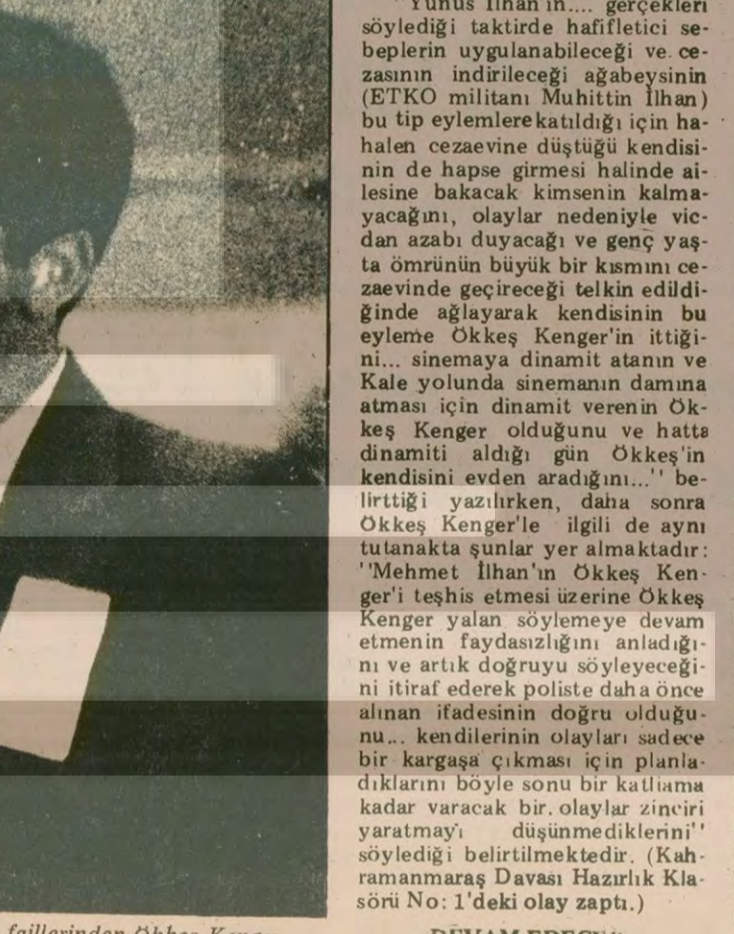 "Yunus İlhan'ın.... gerçekleri
söylediği taktirde hafifletici se-
beplerin uygulanabileceği ve ce-
zasının indirileceği ağabeysinin
(ETKO militanı Muhittin İlhan)
bu tip eylemlere katıldığı için ha-
halen cezaevine düştüğü kendisi-
nin de hapse girmesi halinde ai-
lesine bakacak kimsenin kalma-
yacağını, olaylar nedeniyle vic-
dan azabı duyacağı ve genç yaş-
ta ömrünün büyük bir kısmını ce-
zaevinde geçireceği telkin edildi-
ğinde ağlayarak kendisinin bu
eyleme Ökkeş Kenger'in ittiği-
ni... sinemaya dinamit atanın ve
Kale yolunda sinemanın damına
atması için dinamit verenin Ök-
keş Kenger olduğunu ve hatta
dinamiti aldığı gün Ökkeş'in
kendisini evden aradığını...'' be-
lirttiği yazılırken, daha sonra
Ökkeş Kenger'le ilgili de aynı
tutanakta şunlar yer almaktadır:
''Mehmet İlhan'ın Ökkeş Ken-
ger'i teşhis etmesi üzerine Ökkeş
Kenger yalan söylemeye devam
etmenin faydasızlığını anladığı-
nı ve artık doğruyu söyleyeceği-
ni itiraf ederek poliste daha önce
alınan ifadesinin doğru olduğu-
nu... kendilerinin olayları sadece
bir kargaşa çıkması için planla-
dıklarını böyle sonu bir katliama
kadar varacak bir. olaylar zinciri
yaratmayı düşünmediklerini''
söylediği belirtilmektedir. (Kah-
ramanmaraş Davası Hazırlık Kla-
sörü No: 1'deki olay zaptı.)
faillerinden Ökkeş Kenger